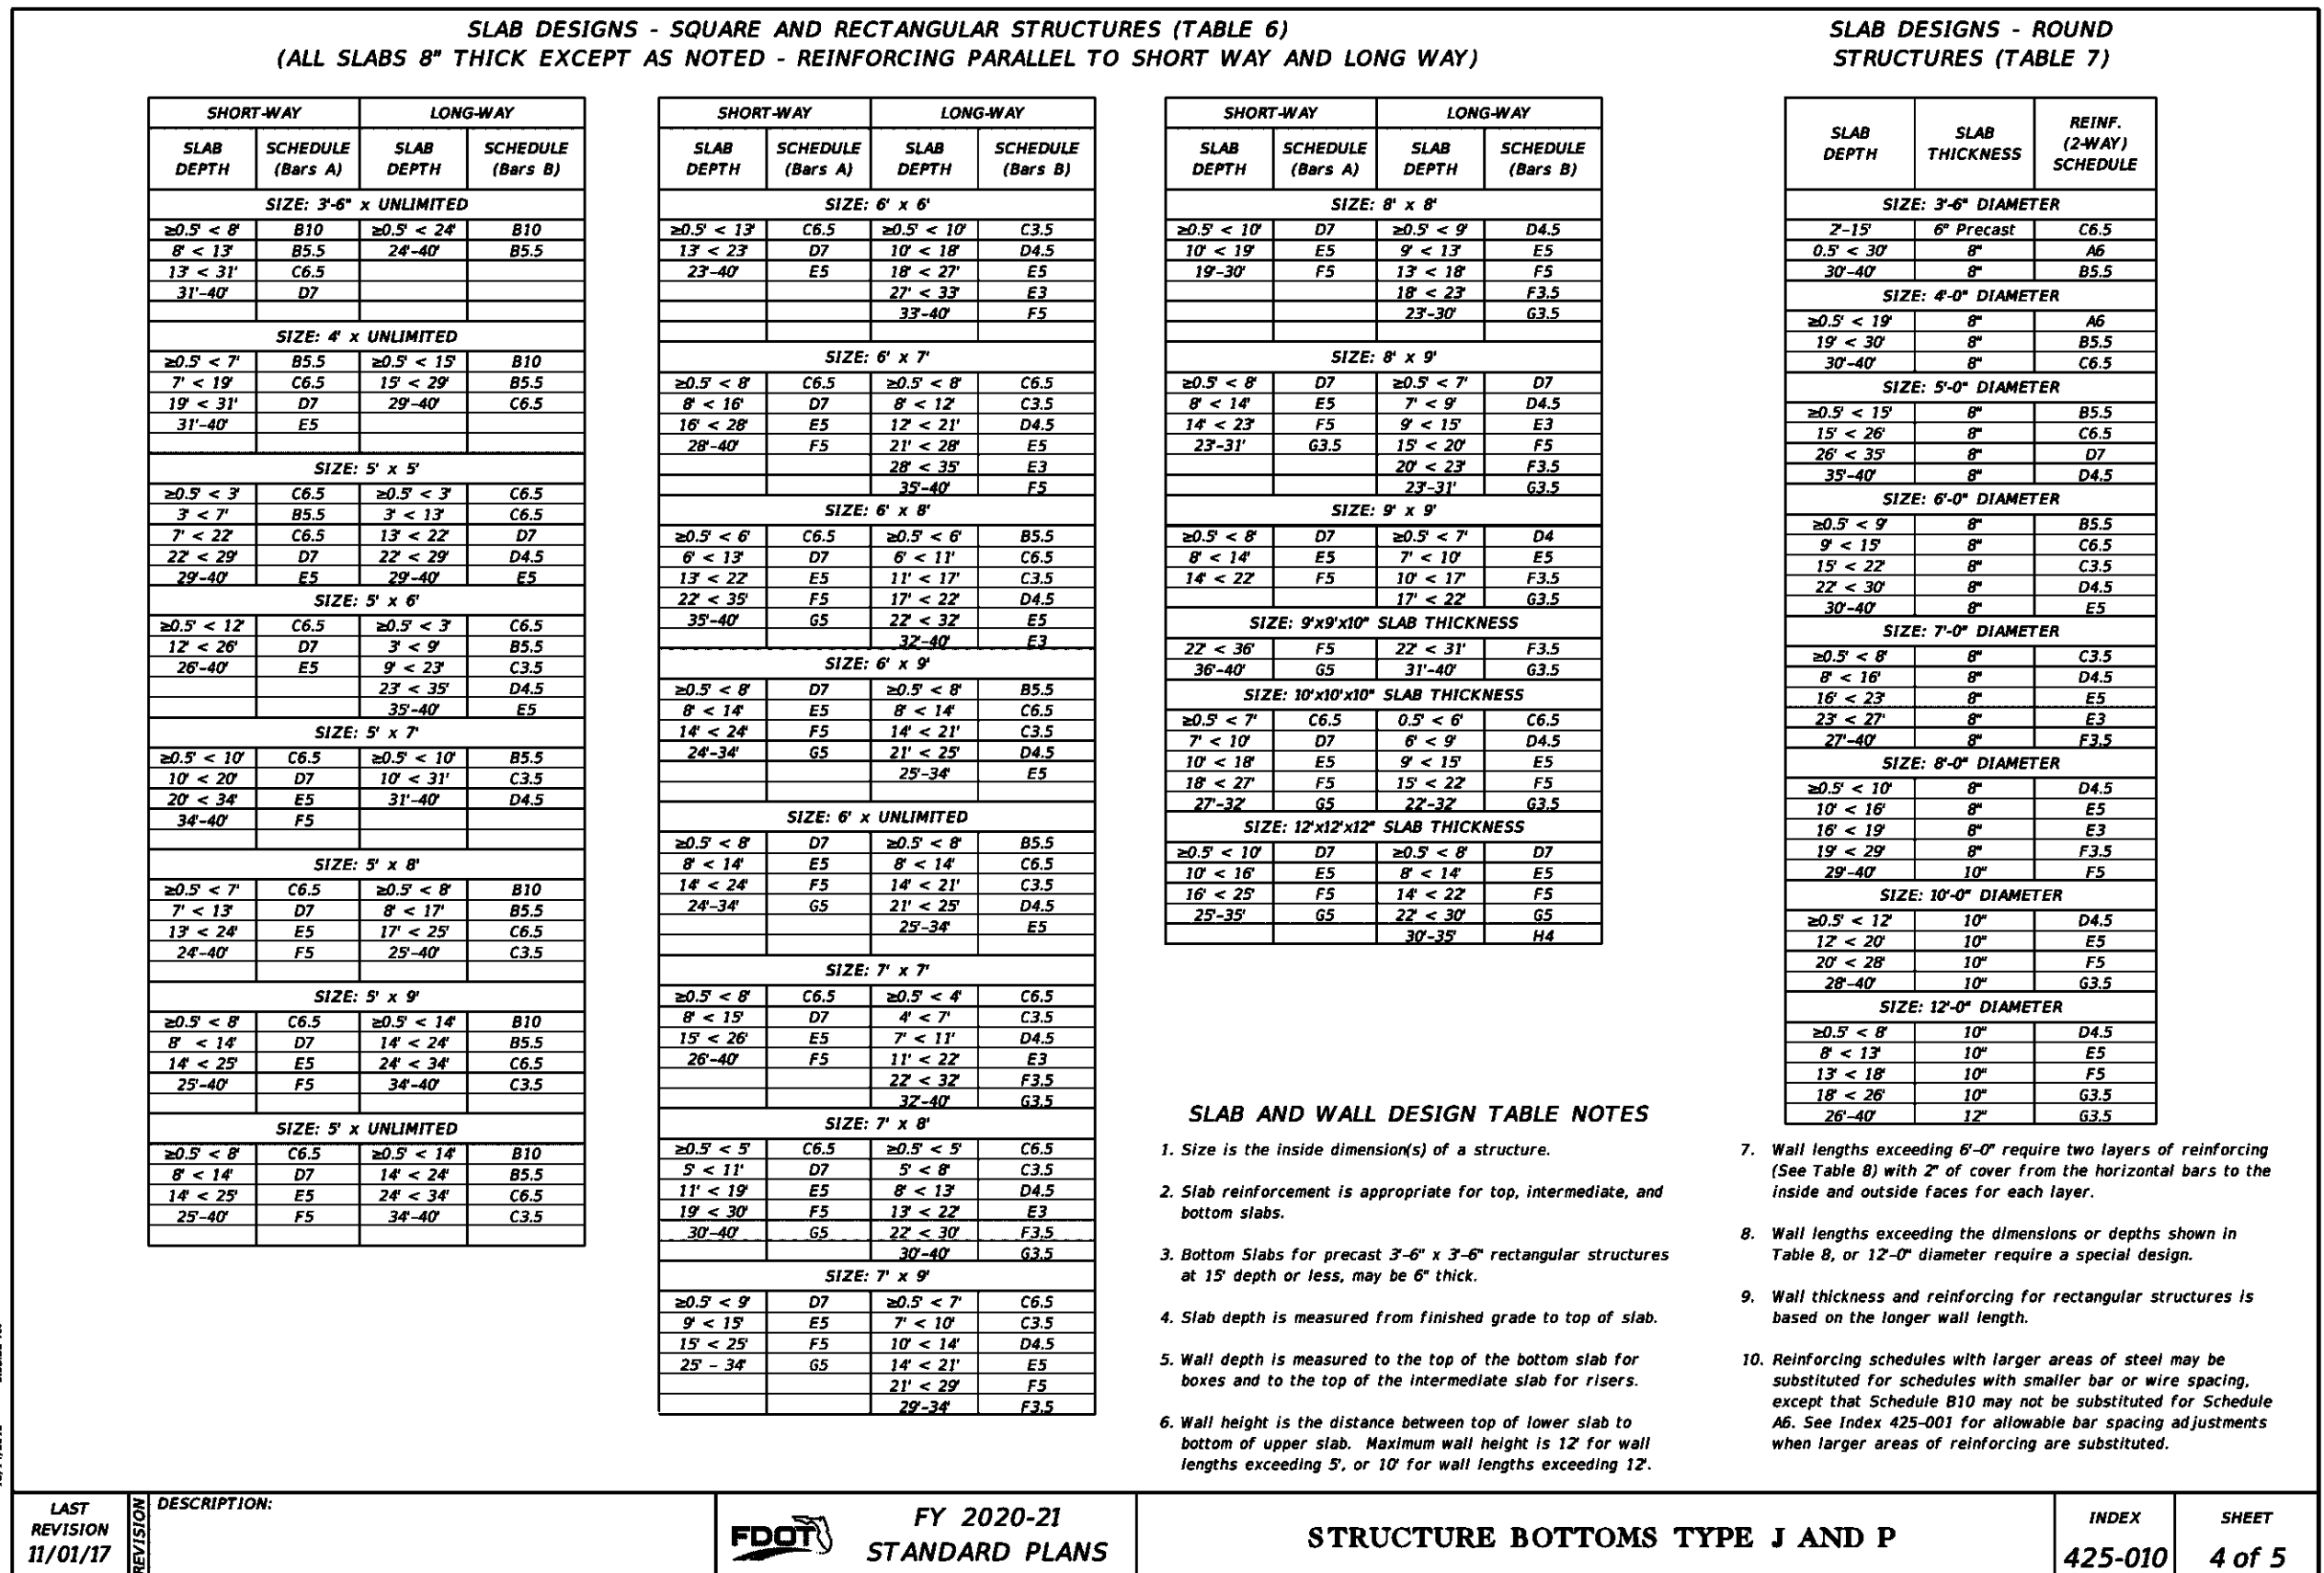 SLAB DESIGNS - SQUARE AND RECTANGULAR STRUCTURES (TABLE 6)
(ALL SLABS 8" THICK EXCEPT AS NOTED - REINFORCING PARALLEL TO SHORT WAY AND LONG WAY)
SHORT-WAY LONG-WAY
SLAB DEPTH SCHEDULE (Bars A) SLAB DEPTH SCHEDULE (Bars B)
SIZE: 3'-6" x UNLIMITED
≥0.5' < 8' B10 ≥0.5' < 24' B10
8' < 13' B5.5 24'-40' B5.5
13' < 31' C6.5
31'-40' D7
SIZE: 4' x UNLIMITED
≥0.5' < 7' B5.5 ≥0.5' < 15' B10
7' < 19' C6.5 15' < 29' B5.5
19' < 31' D7 29'-40' C6.5
31'-40' E5
SIZE: 5' x 5'
≥0.5' < 3' C6.5 ≥0.5' < 3' C6.5
3' < 7' B5.5 3' < 13' C6.5
7' < 22' C6.5 13' < 22' D7
22' < 29' D7 22' < 29' D4.5
29'-40' E5 29'-40' E5
SIZE: 5' x 6'
≥0.5' < 12' C6.5 ≥0.5' < 3' C6.5
12' < 26' D7 3' < 9' B5.5
26'-40' E5 9' < 23' C3.5
23' < 35' D4.5
35'-40' E5
SIZE: 5' x 7'
≥0.5' < 10' C6.5 ≥0.5' < 10' B5.5
10' < 20' D7 10' < 31' C3.5
20' < 34' E5 31'-40' D4.5
34'-40' F5
SIZE: 5' x 8'
≥0.5' < 7' C6.5 ≥0.5' < 8' B10
7' < 13' D7 8' < 17' B5.5
13' < 24' E5 17' < 25' C6.5
24'-40' F5 25'-40' C3.5
SIZE: 5' x 9'
≥0.5' < 8' C6.5 ≥0.5' < 14' B10
8' < 14' D7 14' < 24' B5.5
14' < 25' E5 24' < 34' C6.5
25'-40' F5 34'-40' C3.5
SIZE: 5' x UNLIMITED
≥0.5' < 8' C6.5 ≥0.5' < 14' B10
8' < 14' D7 14' < 24' B5.5
14' < 25' E5 24' < 34' C6.5
25'-40' F5 34'-40' C3.5
SHORT-WAY LONG-WAY
SLAB DEPTH SCHEDULE (Bars A) SLAB DEPTH SCHEDULE (Bars B)
SIZE: 6' x 6'
≥0.5' < 13' C6.5 ≥0.5' < 10' C3.5
13' < 23' D7 10' < 18' D4.5
23'-40' E5 18' < 27' E5
27' < 33' E3
33'-40' F5
SIZE: 6' x 7'
≥0.5' < 8' C6.5 ≥0.5' < 8' C6.5
8' < 16' D7 8' < 12' C3.5
16' < 28' E5 12' < 21' D4.5
28'-40' F5 21' < 28' E5
28' < 35' E3
35'-40' F5
SIZE: 6' x 8'
≥0.5' < 6' C6.5 ≥0.5' < 6' B5.5
6' < 13' D7 6' < 11' C6.5
13' < 22' E5 11' < 17' C3.5
22' < 35' F5 17' < 22' D4.5
35'-40' G5 22' < 32' E5
32'-40' E3
SIZE: 6' x 9'
≥0.5' < 8' D7 ≥0.5' < 8' B5.5
8' < 14' E5 8' < 14' C6.5
14' < 24' F5 14' < 21' C3.5
24'-34' G5 21' < 25' D4.5
25'-34' E5
SIZE: 6' x UNLIMITED
≥0.5' < 8' D7 ≥0.5' < 8' B5.5
8' < 14' E5 8' < 14' C6.5
14' < 24' F5 14' < 21' C3.5
24'-34' G5 21' < 25' D4.5
25'-34' E5
SIZE: 7' x 7'
≥0.5' < 8' C6.5 ≥0.5' < 4' C6.5
8' < 15' D7 4' < 7' C3.5
15' < 26' E5 7' < 11' D4.5
26'-40' F5 11' < 22' E3
22' < 32' F3.5
32'-40' G3.5
SIZE: 7' x 8'
≥0.5' < 5' C6.5 ≥0.5' < 5' C6.5
5' < 11' D7 5' < 8' C3.5
11' < 19' E5 8' < 13' D4.5
19' < 30' F5 13' < 22' E3
30'-40' G5 22' < 30' F3.5
30'-40' G3.5
SIZE: 7' x 9'
≥0.5' < 9' D7 ≥0.5' < 7' C6.5
9' < 15' E5 7' < 10' C3.5
15' < 25' F5 10' < 14' D4.5
25' - 34' G5 14' < 21' E5
21' < 29' F5
29'-34' F3.5
SHORT-WAY LONG-WAY
SLAB DEPTH SCHEDULE (Bars A) SLAB DEPTH SCHEDULE (Bars B)
SIZE: 8' x 8'
≥0.5' < 10' D7 ≥0.5' < 9' D4.5
10' < 19' E5 9' < 13' E5
19'-30' F5 13' < 18' F5
18' < 23' F3.5
23'-30' G3.5
SIZE: 8' x 9'
≥0.5' < 8' D7 ≥0.5' < 7' D7
8' < 14' E5 7' < 9' D4.5
14' < 23' F5 9' < 15' E3
23'-31' G3.5 15' < 20' F5
20' < 23' F3.5
23'-31' G3.5
SIZE: 9' x 9'
≥0.5' < 8' D7 ≥0.5' < 7' D4
8' < 14' E5 7' < 10' E5
14' < 22' F5 10' < 17' F3.5
17' < 22' G3.5
SIZE: 9'x9'x10" SLAB THICKNESS
22' < 36' F5 22' < 31' F3.5
36'-40' G5 31'-40' G3.5
SIZE: 10'x10'x10" SLAB THICKNESS
≥0.5' < 7' C6.5 0.5' < 6' C6.5
7' < 10' D7 6' < 9' D4.5
10' < 18' E5 9' < 15' E5
18' < 27' F5 15' < 22' F5
27'-32' G5 22'-32' G3.5
SIZE: 12'x12'x12" SLAB THICKNESS
≥0.5' < 10' D7 ≥0.5' < 8' D7
10' < 16' E5 8' < 14' E5
16' < 25' F5 14' < 22' F5
25'-35' G5 22' < 30' G5
30'-35' H4
SLAB DESIGNS - ROUND
STRUCTURES (TABLE 7)
SLAB DEPTH SLAB THICKNESS REINF. (2-WAY) SCHEDULE
SIZE: 3'-6" DIAMETER
2'-15' 6" Precast C6.5
0.5' < 30' 8" A6
30'-40' 8" B5.5
SIZE: 4'-0" DIAMETER
≥0.5' < 19' 8" A6
19' < 30' 8" B5.5
30'-40' 8" C6.5
SIZE: 5'-0" DIAMETER
≥0.5' < 15' 8" B5.5
15' < 26' 8" C6.5
26' < 35' 8" D7
35'-40' 8" D4.5
SIZE: 6'-0" DIAMETER
≥0.5' < 9' 8" B5.5
9' < 15' 8" C6.5
15' < 22' 8" C3.5
22' < 30' 8" D4.5
30'-40' 8" E5
SIZE: 7'-0" DIAMETER
≥0.5' < 8' 8" C3.5
8' < 16' 8" D4.5
16' < 23' 8" E5
23' < 27' 8" E3
27'-40' 8" F3.5
SIZE: 8'-0" DIAMETER
≥0.5' < 10' 8" D4.5
10' < 16' 8" E5
16' < 19' 8" E3
19' < 29' 8" F3.5
29'-40' 10" F5
SIZE: 10'-0" DIAMETER
≥0.5' < 12' 10" D4.5
12' < 20' 10" E5
20' < 28' 10" F5
28'-40' 10" G3.5
SIZE: 12'-0" DIAMETER
≥0.5' < 8' 10" D4.5
8' < 13' 10" E5
13' < 18' 10" F5
18' < 26' 10" G3.5
26'-40' 12" G3.5
SLAB AND WALL DESIGN TABLE NOTES
1. Size is the inside dimension(s) of a structure.
2. Slab reinforcement is appropriate for top, intermediate, and
bottom slabs.
3. Bottom Slabs for precast 3'-6" x 3'-6" rectangular structures
at 15' depth or less, may be 6" thick.
4. Slab depth is measured from finished grade to top of slab.
5. Wall depth is measured to the top of the bottom slab for
boxes and to the top of the intermediate slab for risers.
6. Wall height is the distance between top of lower slab to
bottom of upper slab. Maximum wall height is 12' for wall
lengths exceeding 5', or 10' for wall lengths exceeding 12'.
7. Wall lengths exceeding 6'-0" require two layers of reinforcing
(See Table 8) with 2" of cover from the horizontal bars to the
inside and outside faces for each layer.
8. Wall lengths exceeding the dimensions or depths shown in
Table 8, or 12'-0" diameter require a special design.
9. Wall thickness and reinforcing for rectangular structures is
based on the longer wall length.
10. Reinforcing schedules with larger areas of steel may be
substituted for schedules with smaller bar or wire spacing,
except that Schedule B10 may not be substituted for Schedule
A6. See Index 425-001 for allowable bar spacing adjustments
when larger areas of reinforcing are substituted.
LAST
REVISION
11/01/17
REVISION
DESCRIPTION:
FDOT
FY 2020-21
STANDARD PLANS
STRUCTURE BOTTOMS TYPE J AND P
INDEX
425-010
SHEET
4 of 5